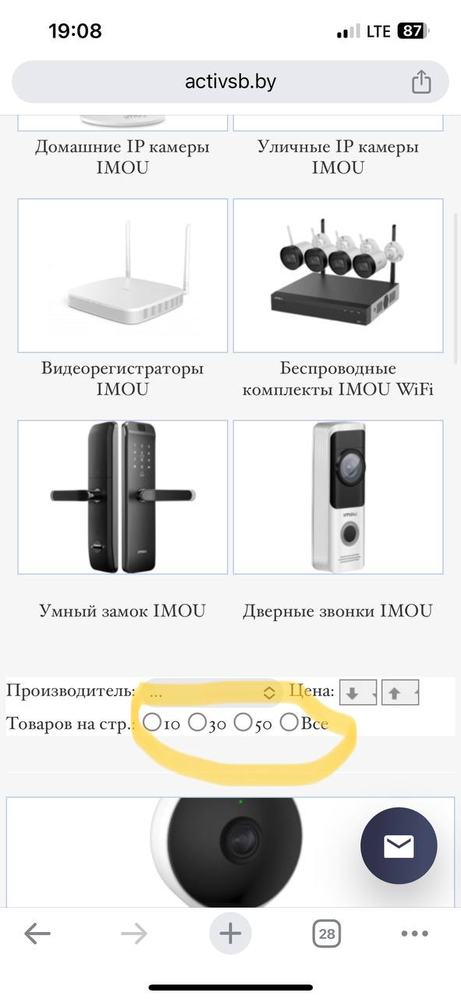 19:08 LTE 87
activsb.by
Домашние IP камеры
IMOU
Уличные IP камеры
IMOU
Видеорегистраторы
IMOU
Беспроводные
комплекты IMOU WiFi
imou
Умный замок IMOU
Дверные звонки IMOU
Производитель: ... Цена:
Товаров на стр.: 10 30 50 Все
28